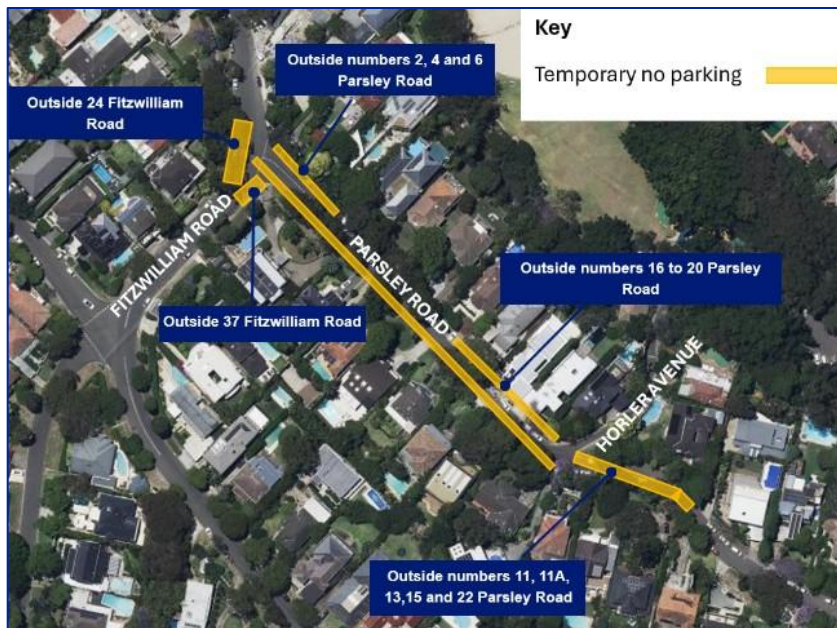 Key
Temporary no parking
Outside numbers 2, 4 and 6
Parsley Road
Outside 24 Fitzwilliam
Road
FITZWILLIAM ROAD
PARSLEY ROAD
Outside numbers 16 to 20 Parsley
Road
Outside 37 Fitzwilliam Road
HORLER AVENUE
Outside numbers 11, 11A,
13,15 and 22 Parsley Road